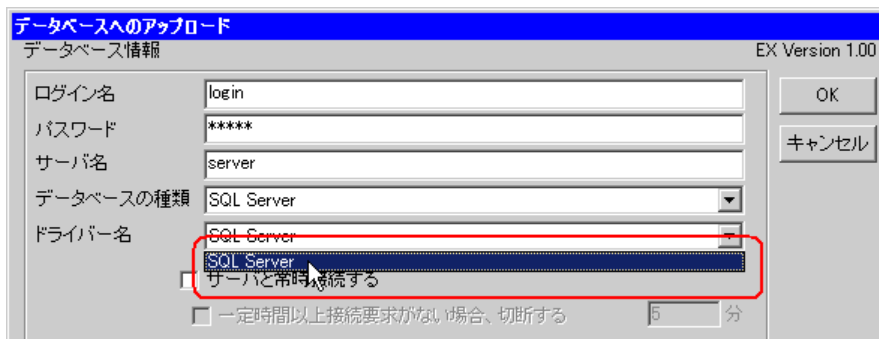 データベースへのアップロード
データベース情報
EX Version 1.00
ログイン名 login
OK
パスワード *****
キャンセル
サーバ名 server
データベースの種類 SQL Server
ドライバー名 SQL Server
SQL Server
サーバと常時接続する
一定時間以上接続要求がない場合、切断する 5 分